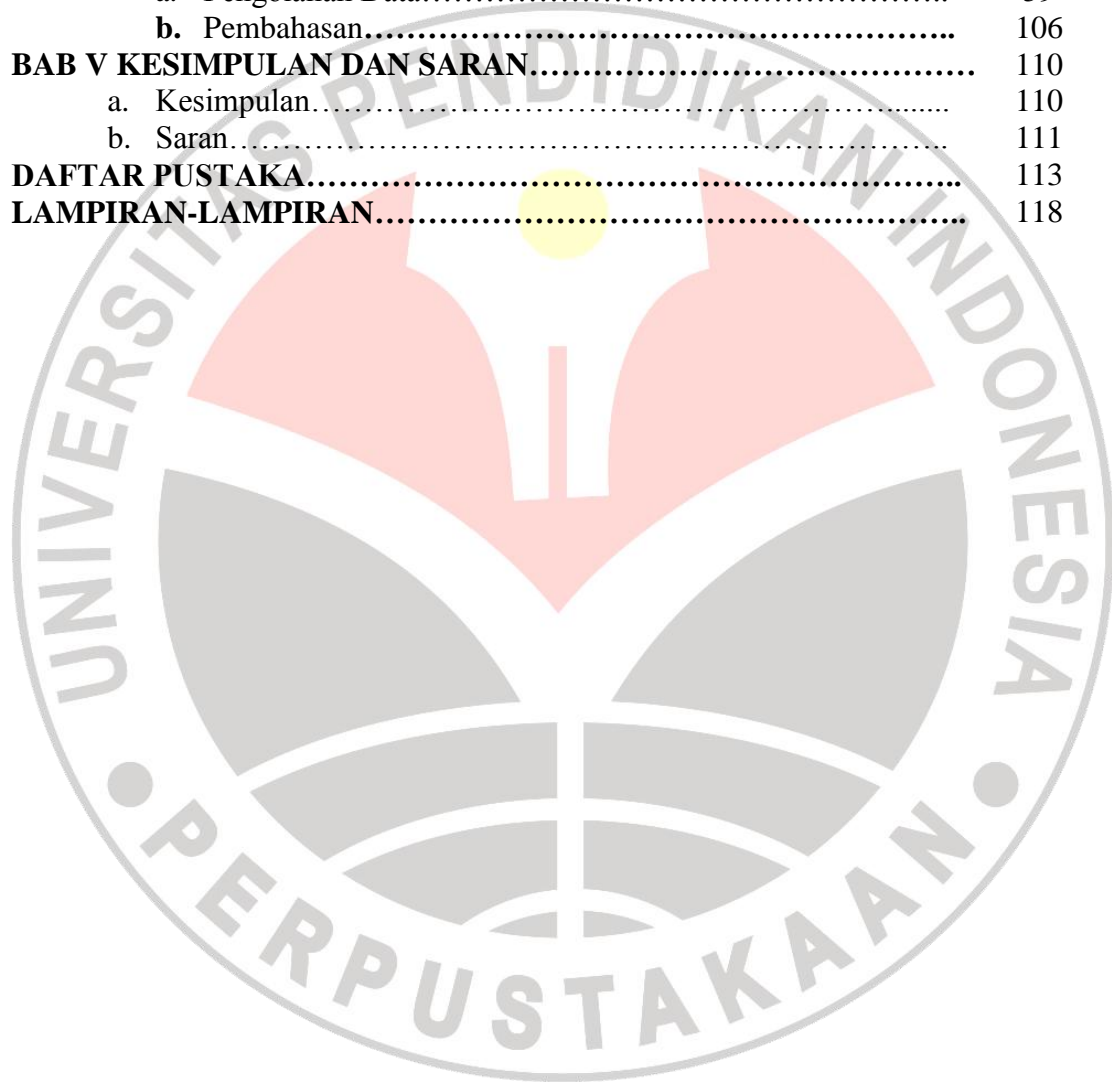 b. Pembahasan……………………………………………….. 106
BAB V KESIMPULAN DAN SARAN…………………………………… 110
a. Kesimpulan………………………………………………........ 110
b. Saran…………………………………………………………. 111
DAFTAR PUSTAKA…………………………………………………….. 113
LAMPIRAN-LAMPIRAN……………………………………………….. 118
UNIVERSITAS PENDIDIKAN INDONESIA
PERPUSTAKAAN